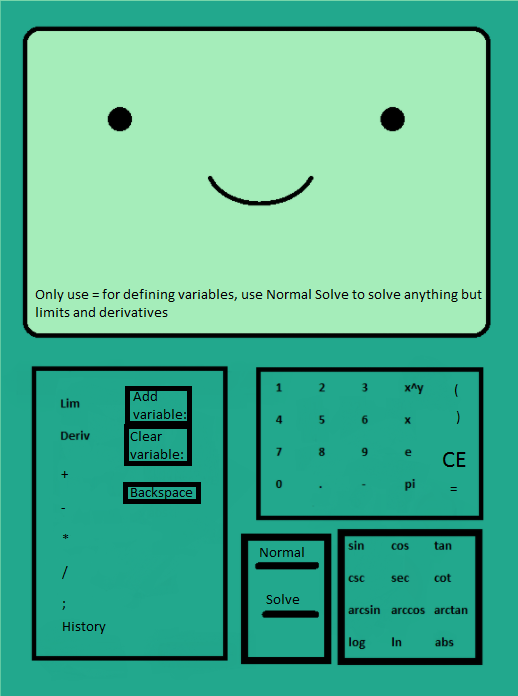 Only use = for defining variables, use Normal Solve to solve anything but
limits and derivatives
Lim
Add
variable:
Deriv
Clear
variable:
+
Backspace
-
*
/
;
History
1 2 3 x^y (
4 5 6 x )
7 8 9 e CE
0 . - pi =
Normal
Solve
sin cos tan
csc sec cot
arcsin arccos arctan
log ln abs